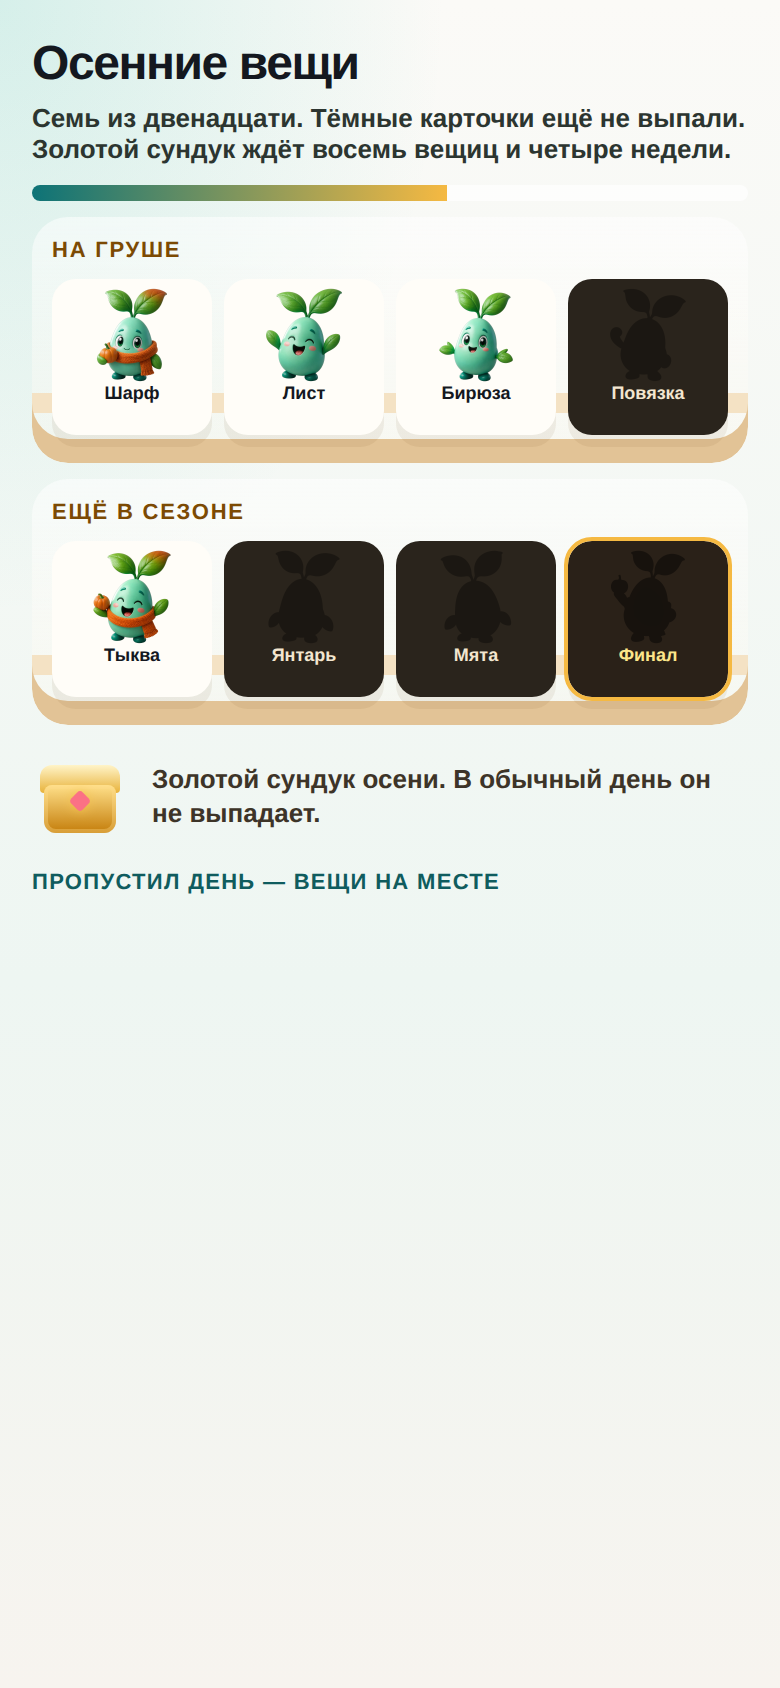 Осенние вещи
Семь из двенадцати. Тёмные карточки ещё не выпали.
Золотой сундук ждёт восемь вещиц и четыре недели.
НА ГРУШЕ
Шарф
Лист
Бирюза
Повязка
ЕЩЁ В СЕЗОНЕ
Тыква
Янтарь
Мята
Финал
Золотой сундук осени. В обычный день он
не выпадает.
ПРОПУСТИЛ ДЕНЬ — ВЕЩИ НА МЕСТЕ